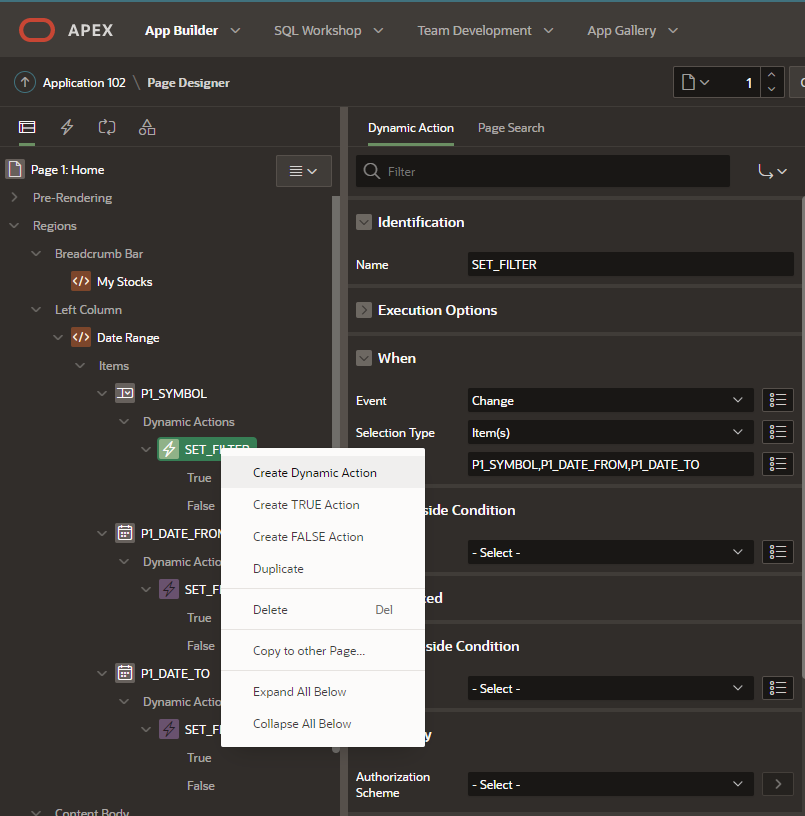 APEX
App Builder
SQL Workshop
Team Development
App Gallery
Application 102 \ Page Designer
1
Dynamic Action
Page Search
Page 1: Home
Filter
Pre-Rendering
Regions
Breadcrumb Bar
My Stocks
Left Column
Date Range
Items
P1_SYMBOL
Dynamic Actions
SET_FILTER
True
False
P1_DATE_FROM
Dynamic Actio
SET_FI
True
False
P1_DATE_TO
Dynamic Actio
SET_FI
True
False
Content Body
Create Dynamic Action
Create TRUE Action
Create FALSE Action
Duplicate
Delete Del
Copy to other Page...
Expand All Below
Collapse All Below
Identification
Name SET_FILTER
Execution Options
When
Event Change
Selection Type Item(s)
P1_SYMBOL,P1_DATE_FROM,P1_DATE_TO
side Condition
- Select -
ed
side Condition
- Select -
y
Authorization
Scheme
- Select -